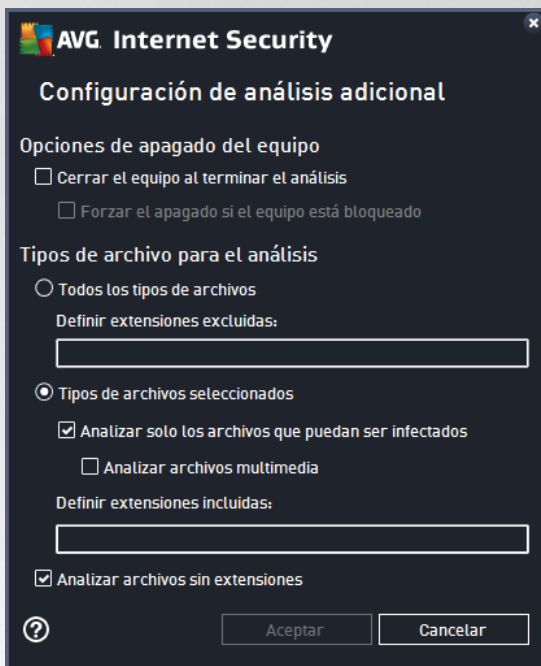 AVG. Internet Security
Configuración de análisis adicional
Opciones de apagado del equipo
Cerrar el equipo al terminar el análisis
Forzar el apagado si el equipo está bloqueado
Tipos de archivo para el análisis
Todos los tipos de archivos
Definir extensiones excluidas:
Tipos de archivos seleccionados
Analizar solo los archivos que puedan ser infectados
Analizar archivos multimedia
Definir extensiones incluidas:
Analizar archivos sin extensiones
Aceptar
Cancelar